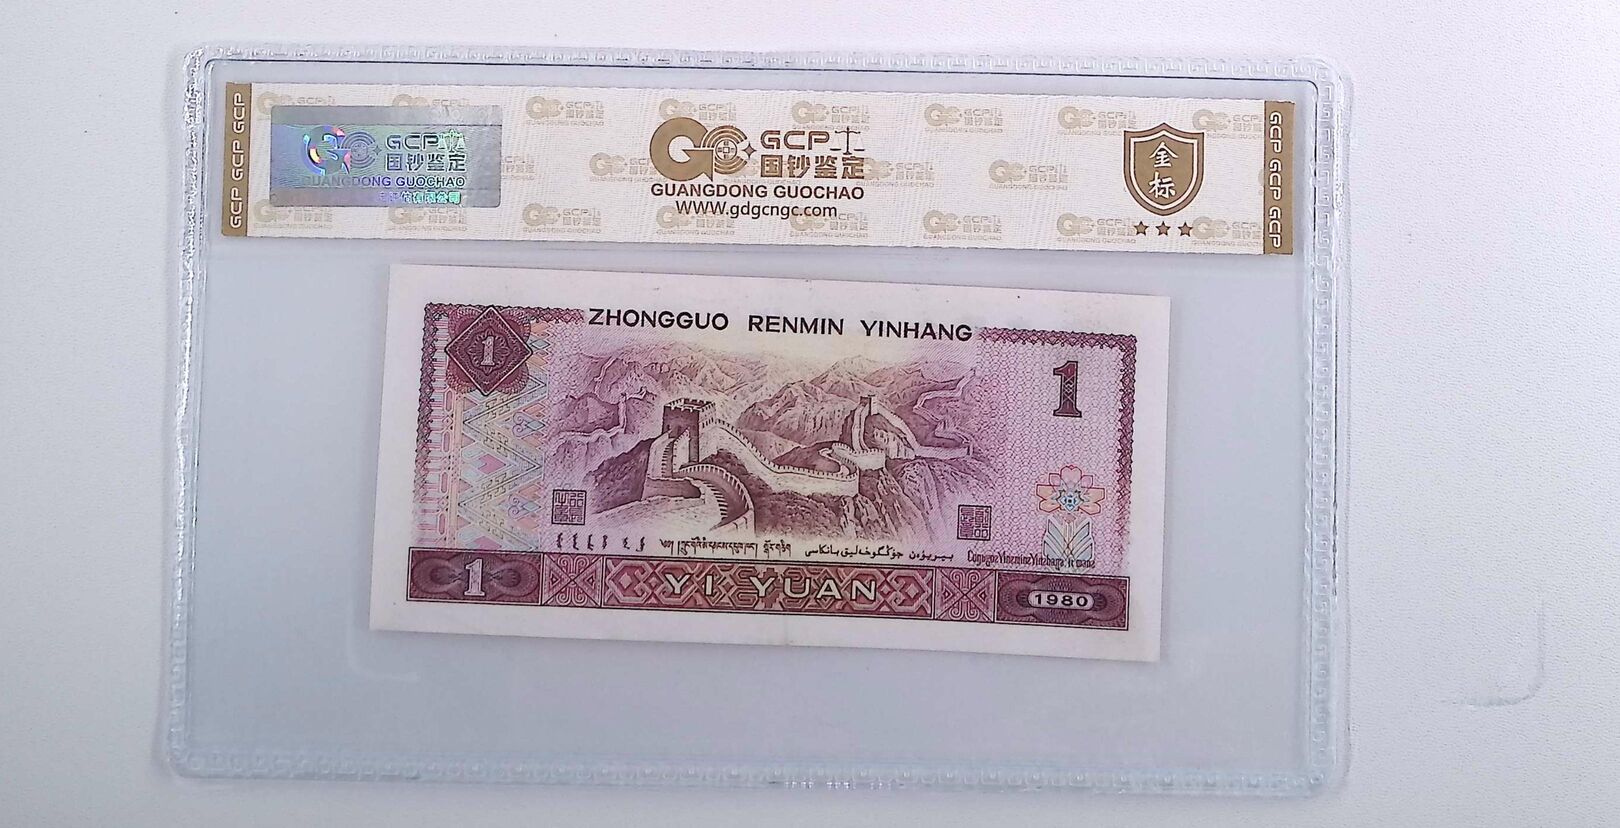 GCP GCP GCP
GCP
国钞鉴定
GUANGDONG GUOCHAO
GCP
国钞鉴定
GUANGDONG GUOCHAO
WWW.gdgcngc.com
金
标
GCP GCP GCP
ZHONGGUO RENMIN YINHANG
1
1
1
YI YUAN
1980